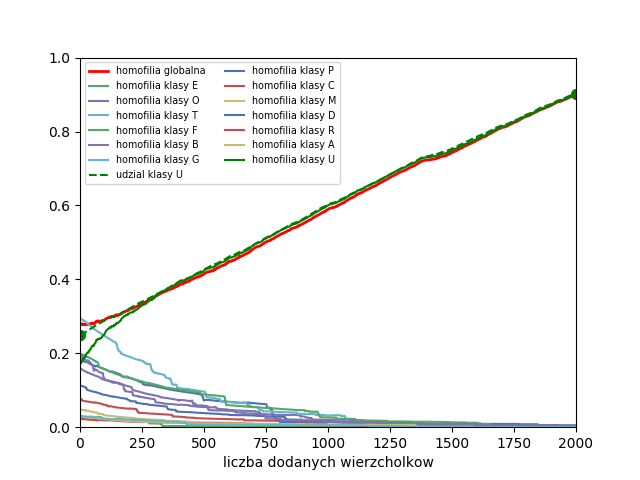 1.0
0.8
0.6
0.4
0.2
0.0
homofilia globalna
homofilia klasy E
homofilia klasy O
homofilia klasy T
homofilia klasy F
homofilia klasy B
homofilia klasy G
udzial klasy U
homofilia klasy P
homofilia klasy C
homofilia klasy M
homofilia klasy D
homofilia klasy R
homofilia klasy A
homofilia klasy U
0 250 500 750 1000 1250 1500 1750 2000
liczba dodanych wierzcholkow